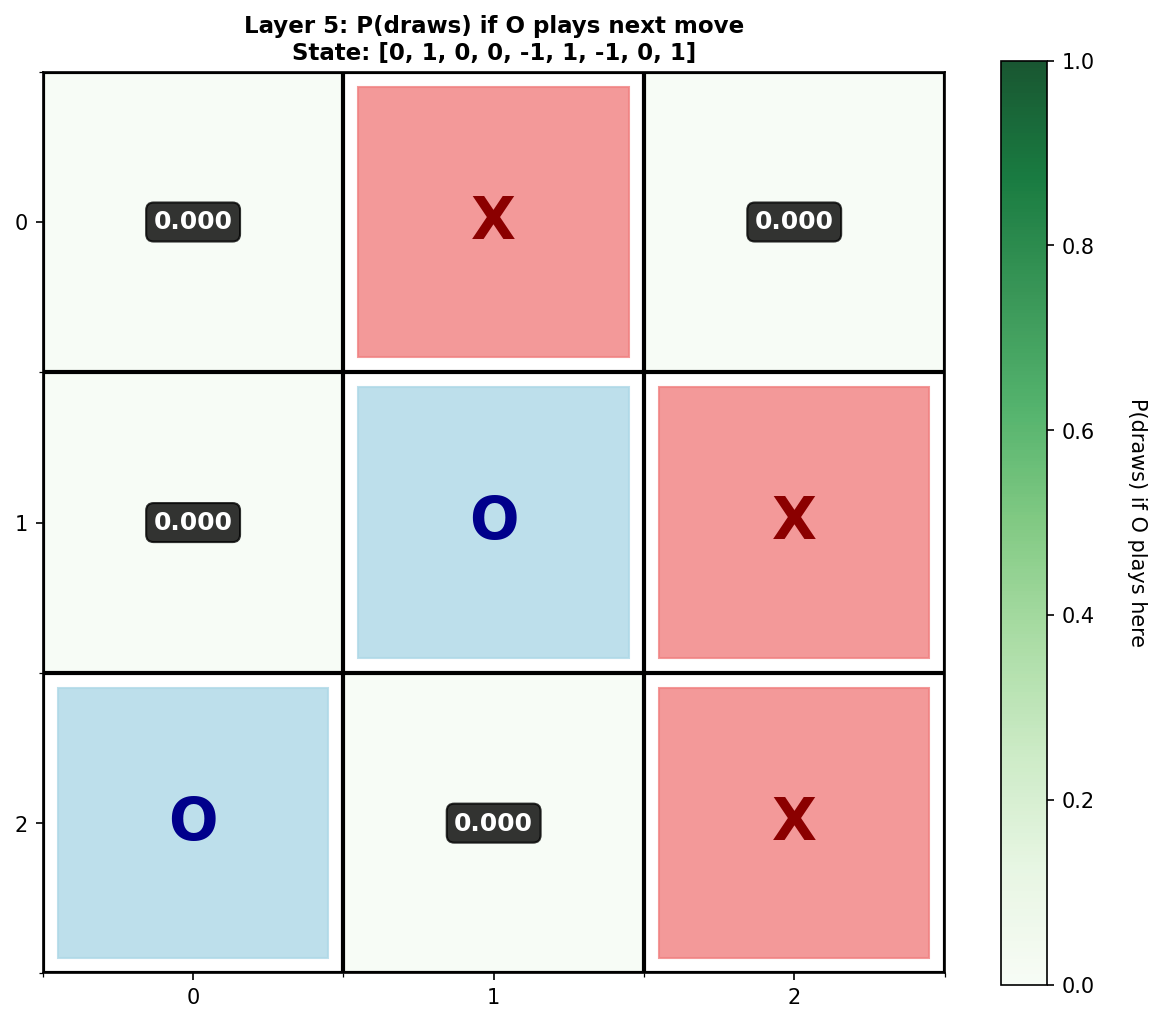 Layer 5: P(draws) if O plays next move
State: [0, 1, 0, 0, -1, 1, -1, 0, 1]
0
0.000
X
0.000
1
0.000
O
X
2
O
0.000
X
0
1
2
1.0
0.8
0.6
0.4
0.2
0.0
P(draws) if O plays here